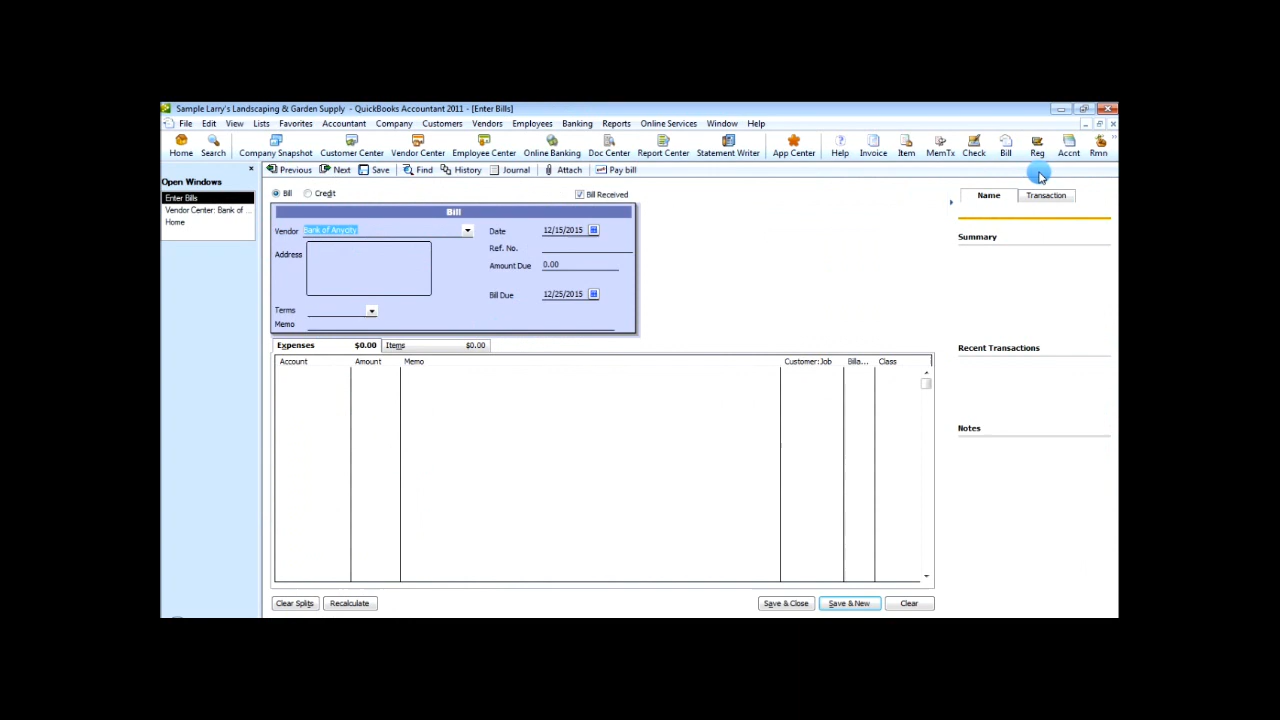 Sample Larry's Landscaping & Garden Supply - QuickBooks Accountant 2011 - [Enter Bills]
File Edit View Lists Favorites Accountant Company Customers Vendors Employees Banking Reports Online Services Window Help
Home Search Company Snapshot Customer Center Vendor Center Employee Center Online Banking Doc Center Report Center Statement Writer App Center Help Invoice Item MemTx Check Bill Reg Accnt Rmn
Previous Next Save Find History Journal Attach Pay bill
Open Windows
Enter Bills
Vendor Center: Bank of ...
Home
Bill Credit Bill Received
Bill
Vendor Bank of Anycity
Date 12/15/2015
Ref. No.
Address
Amount Due 0.00
Bill Due 12/25/2015
Terms
Memo
Expenses $0.00 Items $0.00
Account Amount Memo Customer:Job Billa... Class
Clear Splits Recalculate Save & Close Save & New Clear
Name Transaction
Summary
Recent Transactions
Notes